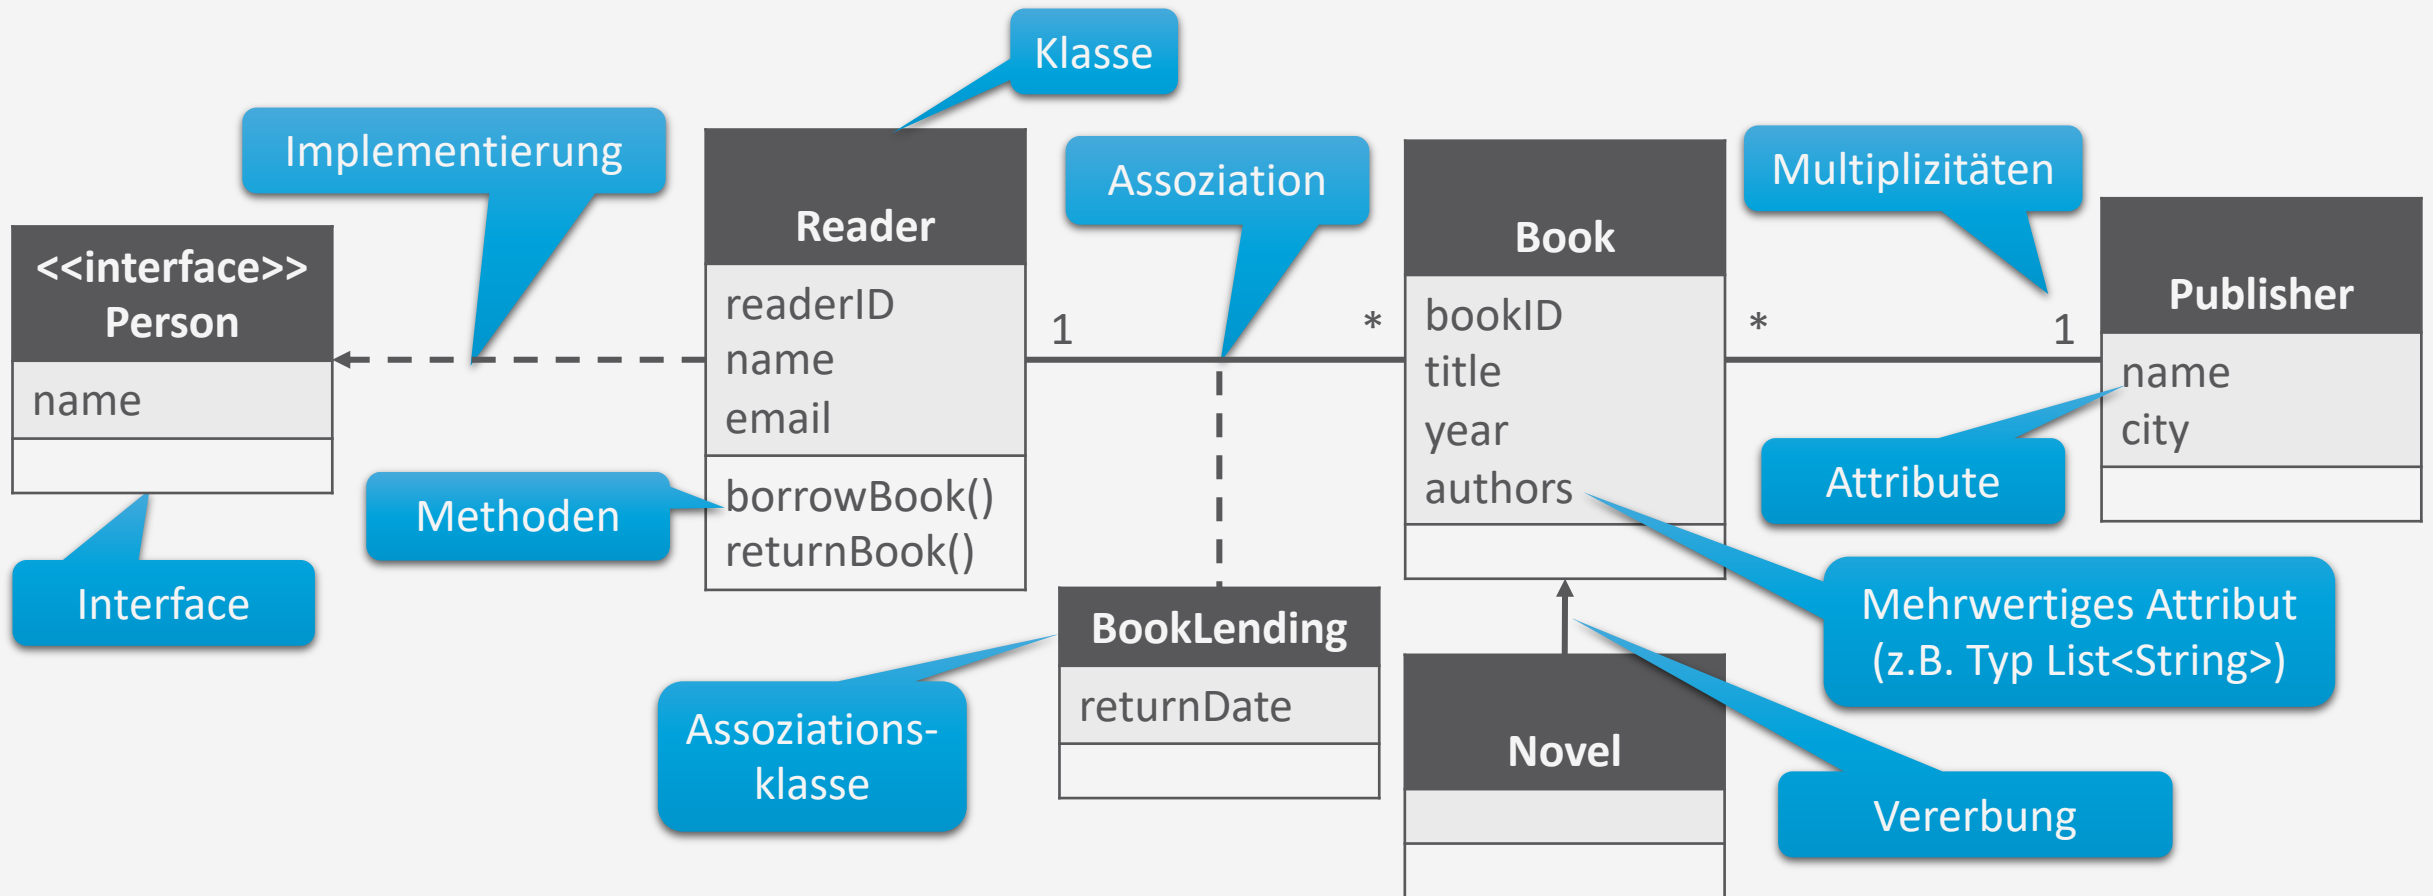 Klasse
Implementierung
Assoziation
Multiplizitäten
<<interface>>
Person
name
Interface
Reader
readerID
name
email
borrowBook()
returnBook()
Methoden
1
*
Book
bookID
title
year
authors
*
1
Publisher
name
city
Attribute
Mehrwertiges Attribut
(z.B. Typ List<String>)
BookLending
returnDate
Assoziations-
klasse
Novel
Vererbung